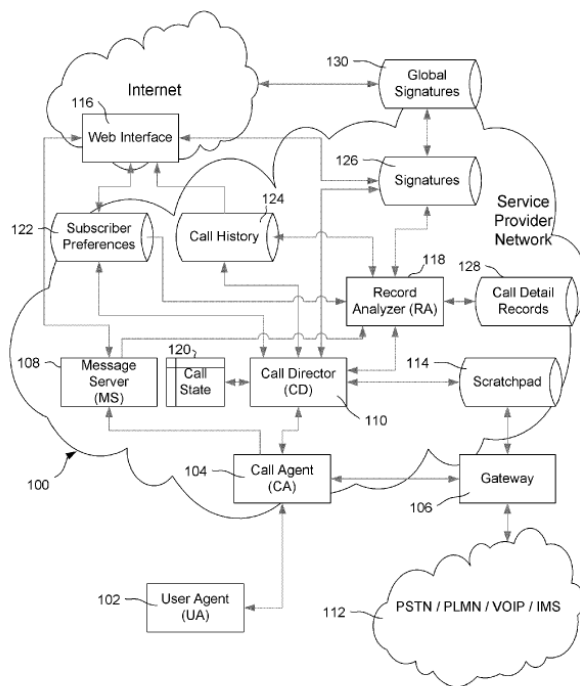 130
Global
Signatures
Internet
116
Web Interface
126
Signatures
Service
Provider
Network
124
122
Subscriber
Preferences
Call History
118
128
Record
Analyzer (RA)
Call Detail
Records
120
114
108
Message
Server
(MS)
Call
State
Call Director
(CD)
Scratchpad
110
104
100
Call Agent
(CA)
106
Gateway
102
User Agent
(UA)
112
PSTN / PLMN / VOIP / IMS